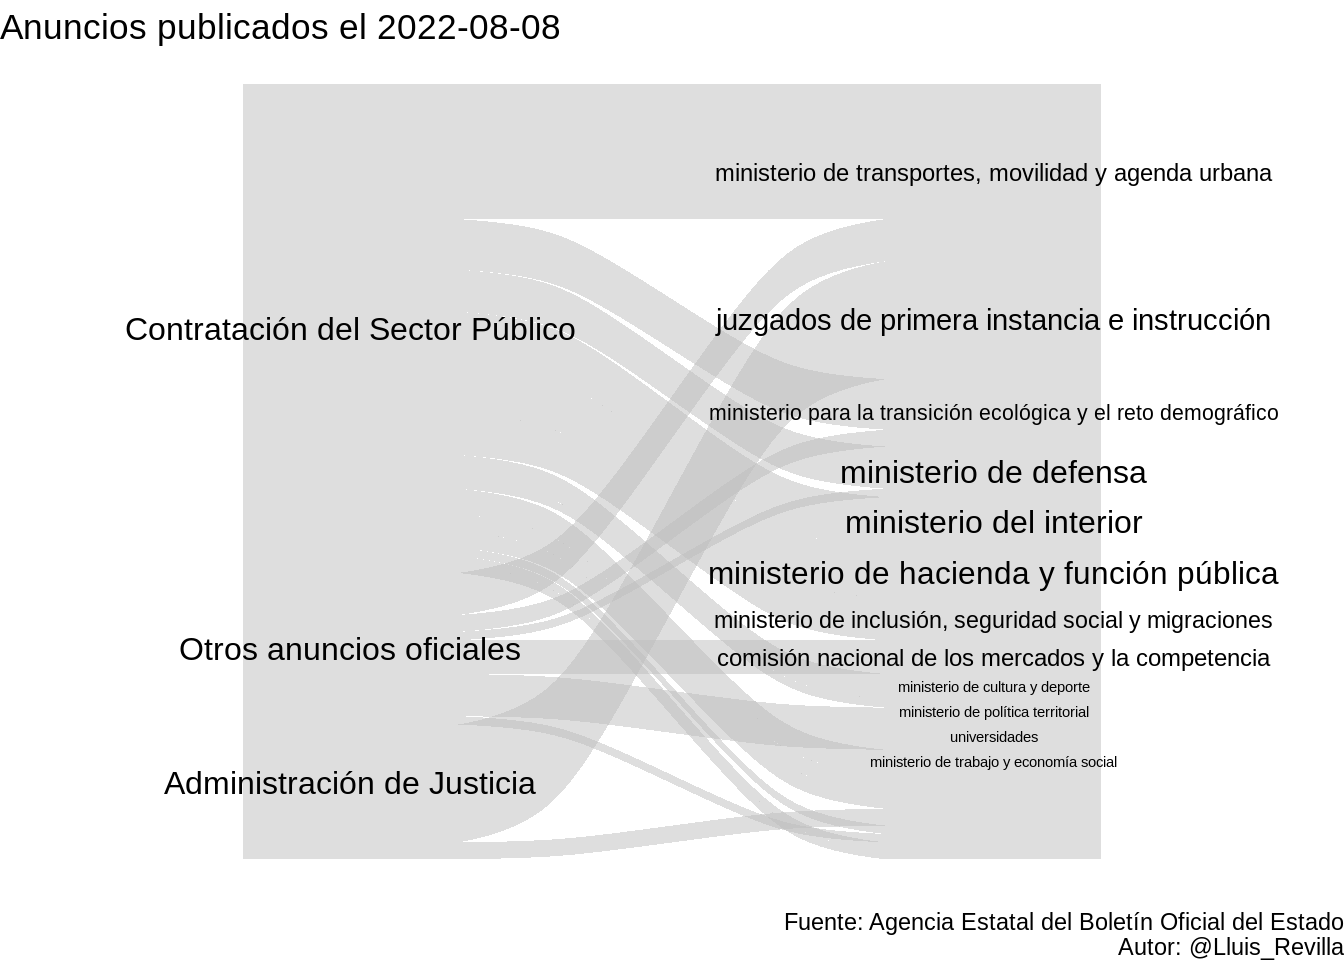 Anuncios publicados el 2022-08-08
ministerio de transportes, movilidad y agenda urbana
Contratación del Sector Público
juzgados de primera instancia e instrucción
ministerio para la transición ecológica y el reto demográfico
ministerio de defensa
ministerio del interior
ministerio de hacienda y función pública
ministerio de inclusión, seguridad social y migraciones
Otros anuncios oficiales
comisión nacional de los mercados y la competencia
ministerio de cultura y deporte
ministerio de política territorial
universidades
ministerio de trabajo y economía social
Administración de Justicia
Fuente: Agencia Estatal del Boletín Oficial del Estado
Autor: @Lluis_Revilla